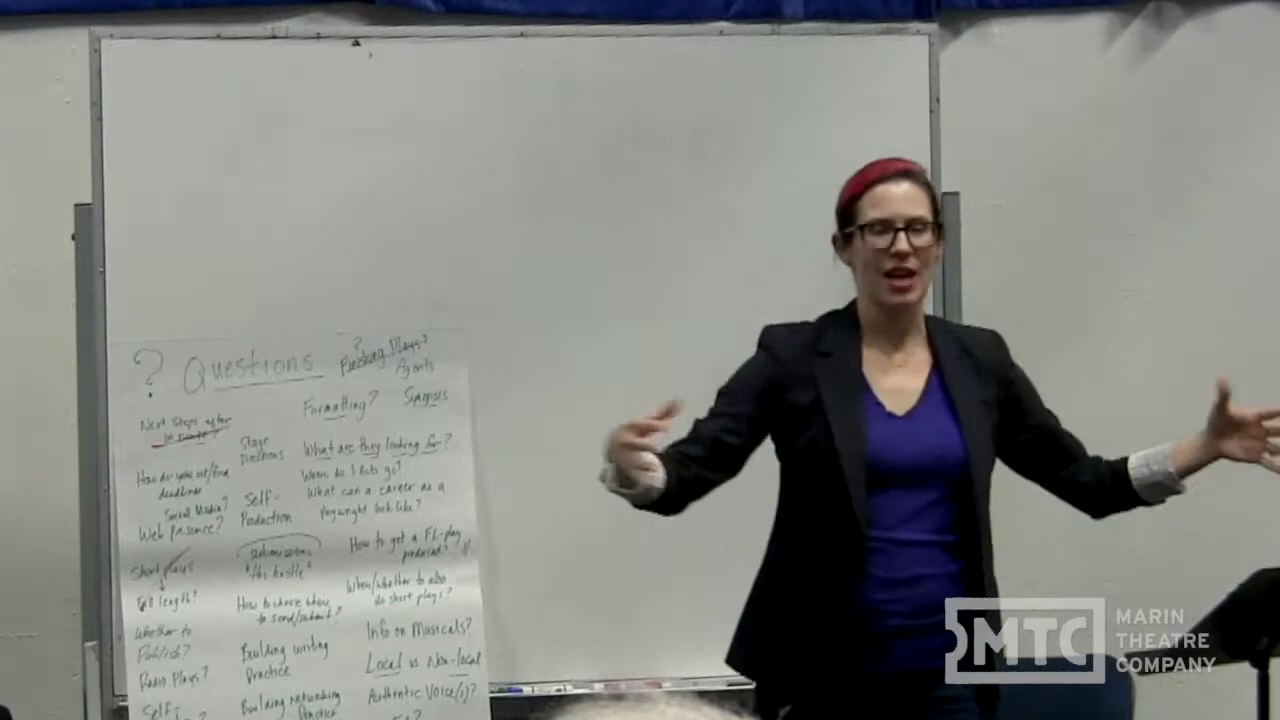 ? Questions
?
Finishing Plays?
Agents
Formatting?
Synopsis
Next Steps after
Stage
Directions
What are they looking for?
How do you set/find
deadlines
Where do I
go?
What can a career as a
playwright look like?
Social Media?
Web Presence?
Self-
Production
Short plays
Full length?
submissions
"the hustle"
How to get a FL-play
produced?
When/whether to also
do short plays?
How to choose where
to send/submit?
Whether to
Publish?
Building writing
Practice
Info on Musicals?
Radio Plays?
Local vs Non-local
Self-
Building networking
Practice
Authentic Voice(s)?
MTC
MARIN
THEATRE
COMPANY